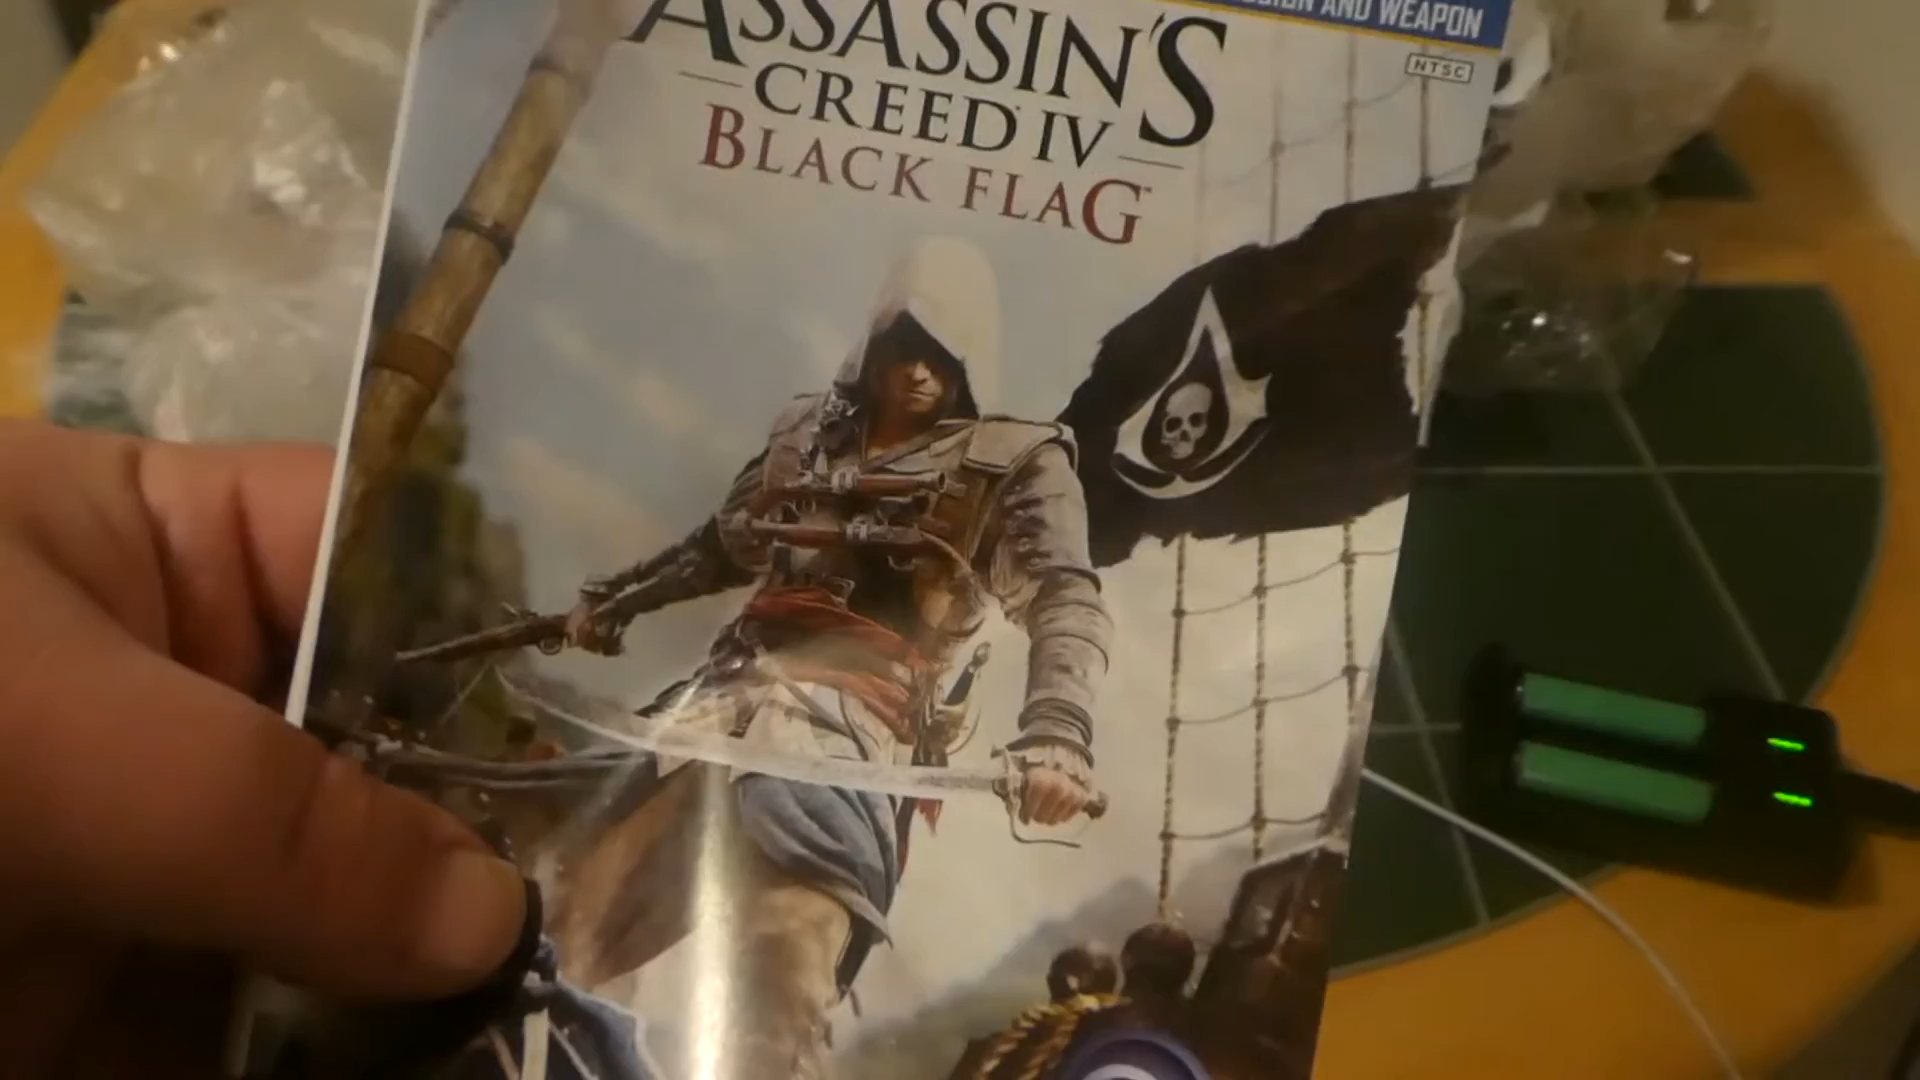 AND WEAPON
NTSC
ASSASSIN'S
CREED IV
BLACK FLAG